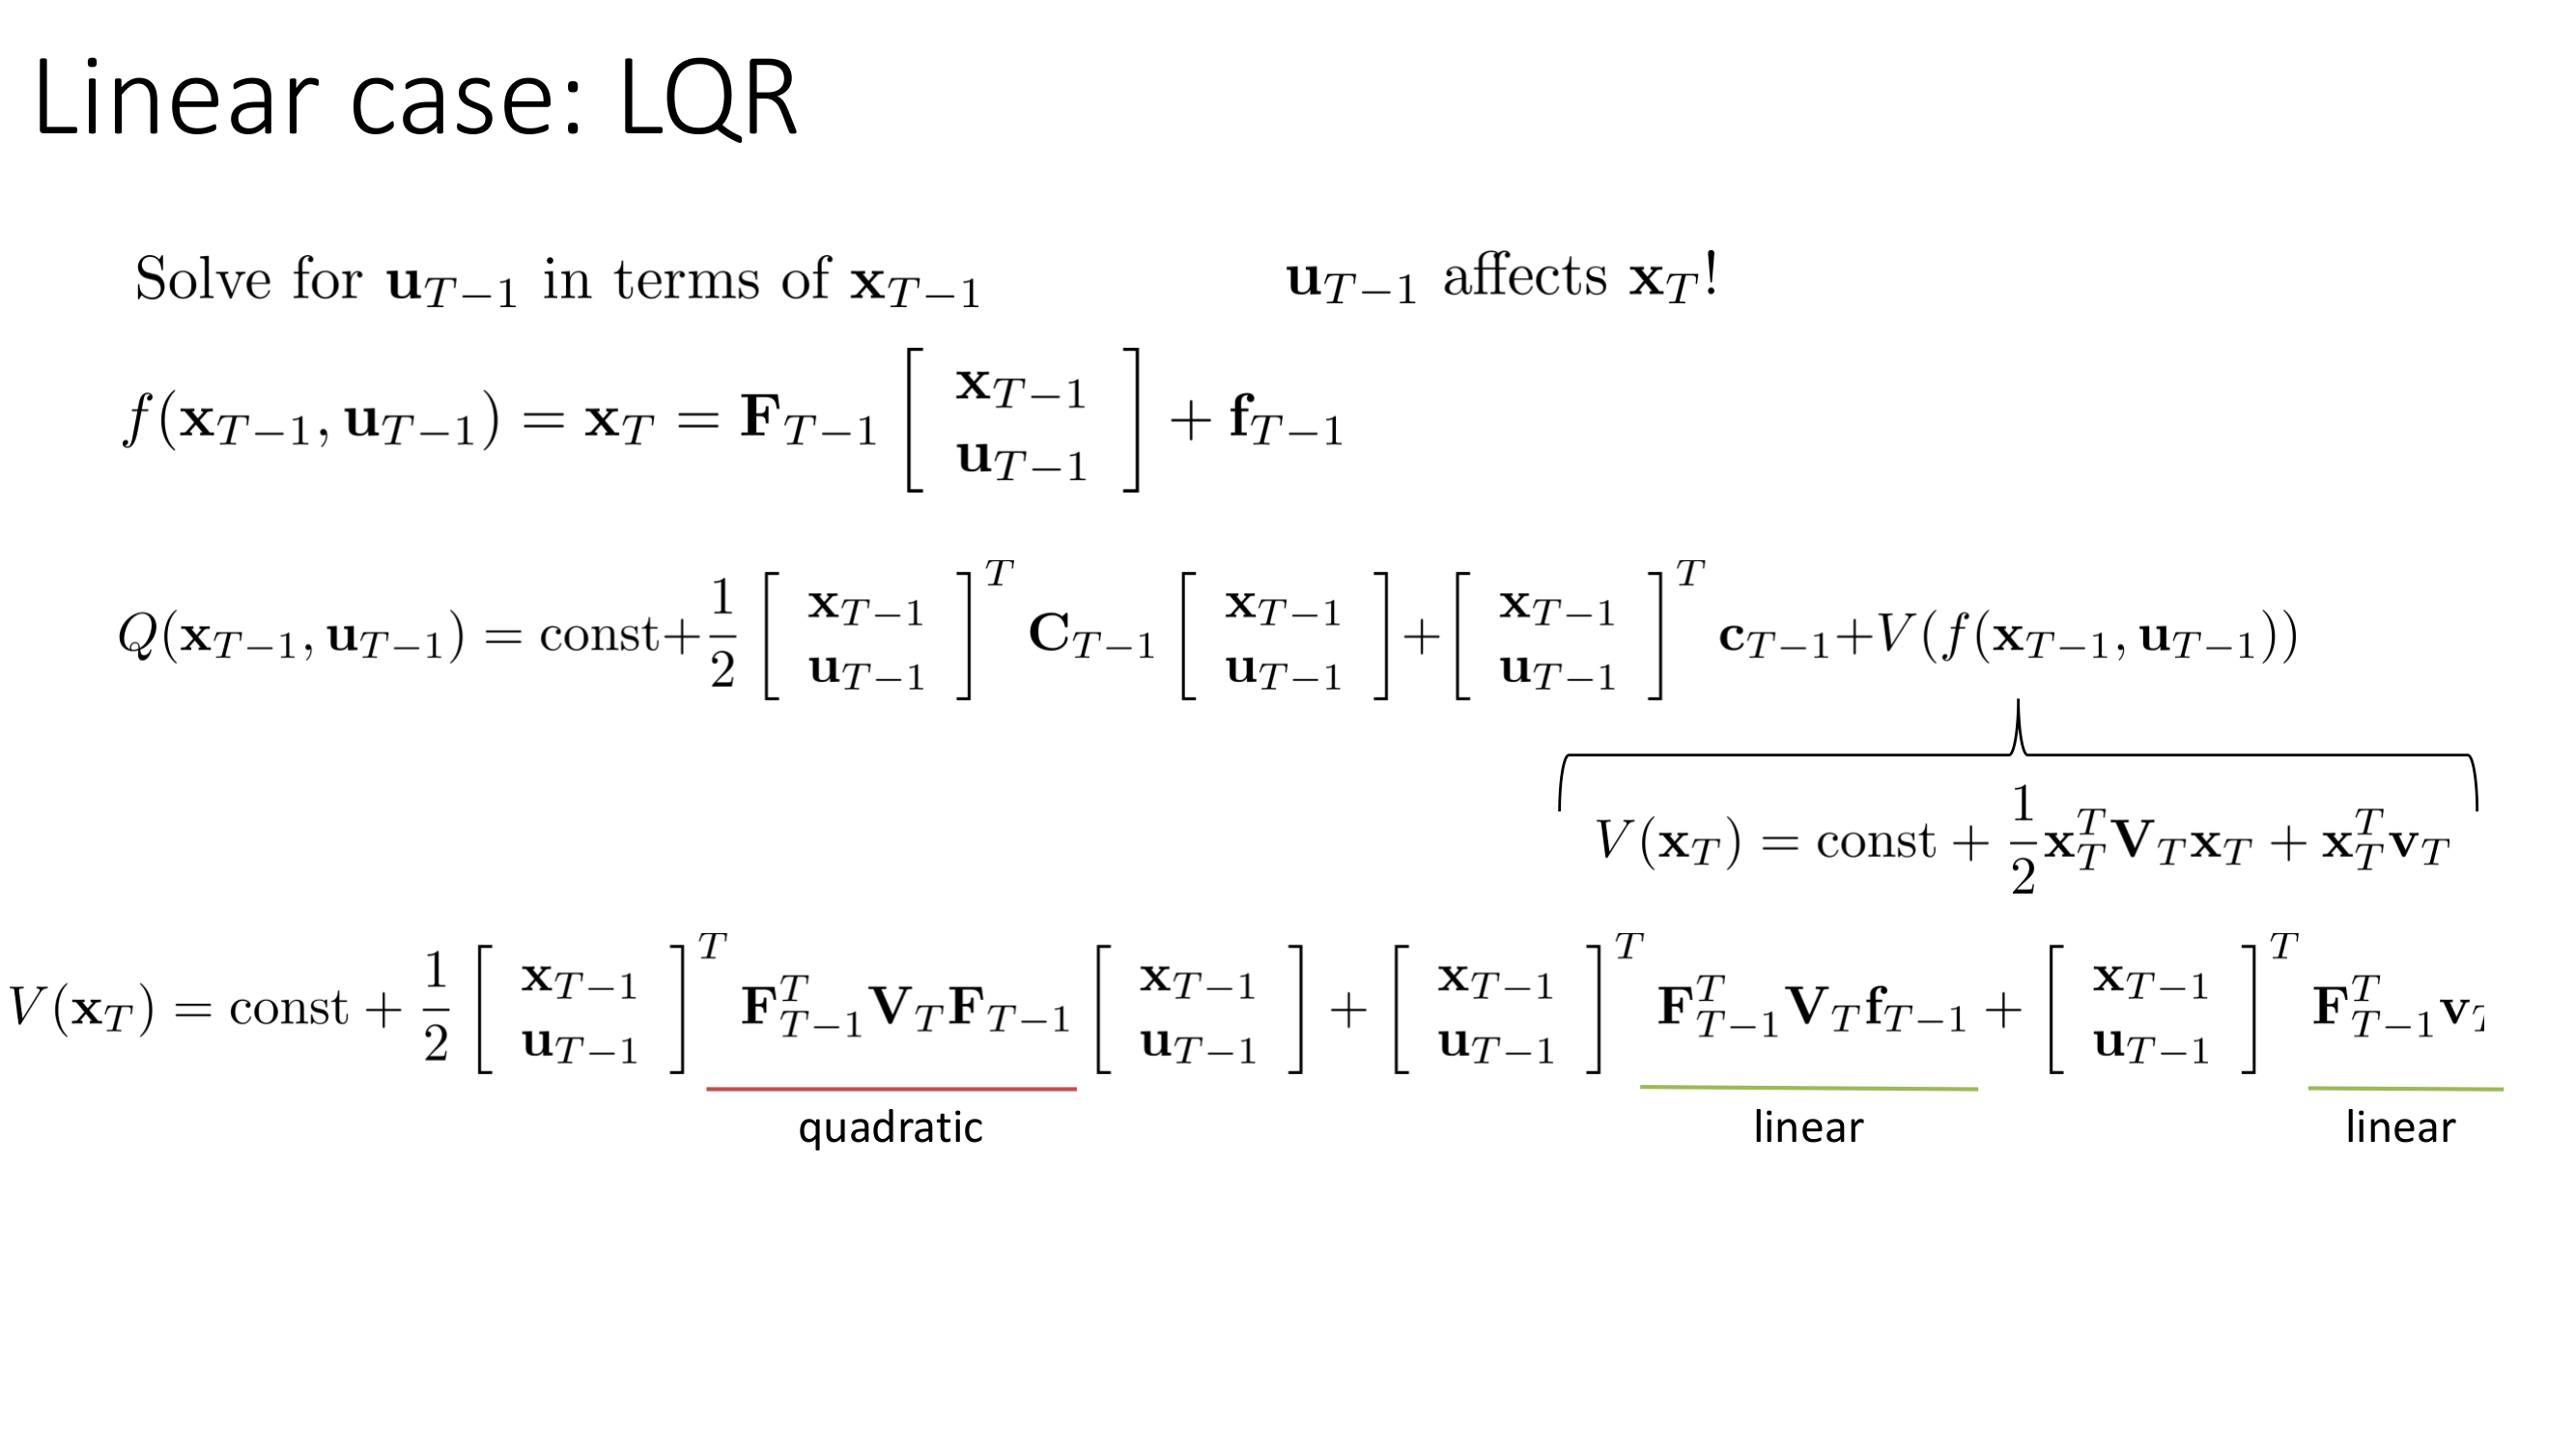 Linear case: LQR
Solve for $\mathbf{u}_{T-1}$ in terms of $\mathbf{x}_{T-1}$ $\mathbf{u}_{T-1}$ affects $\mathbf{x}_T$!
$f(\mathbf{x}_{T-1}, \mathbf{u}_{T-1}) = \mathbf{x}_T = \mathbf{F}_{T-1} \begin{bmatrix} \mathbf{x}_{T-1} \\ \mathbf{u}_{T-1} \end{bmatrix} + \mathbf{f}_{T-1}$
$Q(\mathbf{x}_{T-1}, \mathbf{u}_{T-1}) = \text{const} + \frac{1}{2} \begin{bmatrix} \mathbf{x}_{T-1} \\ \mathbf{u}_{T-1} \end{bmatrix}^T \mathbf{C}_{T-1} \begin{bmatrix} \mathbf{x}_{T-1} \\ \mathbf{u}_{T-1} \end{bmatrix} + \begin{bmatrix} \mathbf{x}_{T-1} \\ \mathbf{u}_{T-1} \end{bmatrix}^T \mathbf{c}_{T-1} + V(f(\mathbf{x}_{T-1}, \mathbf{u}_{T-1}))$
$V(\mathbf{x}_T) = \text{const} + \frac{1}{2} \mathbf{x}_T^T \mathbf{V}_T \mathbf{x}_T + \mathbf{x}_T^T \mathbf{v}_T$
$V(\mathbf{x}_T) = \text{const} + \frac{1}{2} \begin{bmatrix} \mathbf{x}_{T-1} \\ \mathbf{u}_{T-1} \end{bmatrix}^T \mathbf{F}_{T-1}^T \mathbf{V}_T \mathbf{F}_{T-1} \begin{bmatrix} \mathbf{x}_{T-1} \\ \mathbf{u}_{T-1} \end{bmatrix} + \begin{bmatrix} \mathbf{x}_{T-1} \\ \mathbf{u}_{T-1} \end{bmatrix}^T \mathbf{F}_{T-1}^T \mathbf{V}_T \mathbf{f}_{T-1} + \begin{bmatrix} \mathbf{x}_{T-1} \\ \mathbf{u}_{T-1} \end{bmatrix}^T \mathbf{F}_{T-1}^T \mathbf{v}_T$
quadratic linear linear